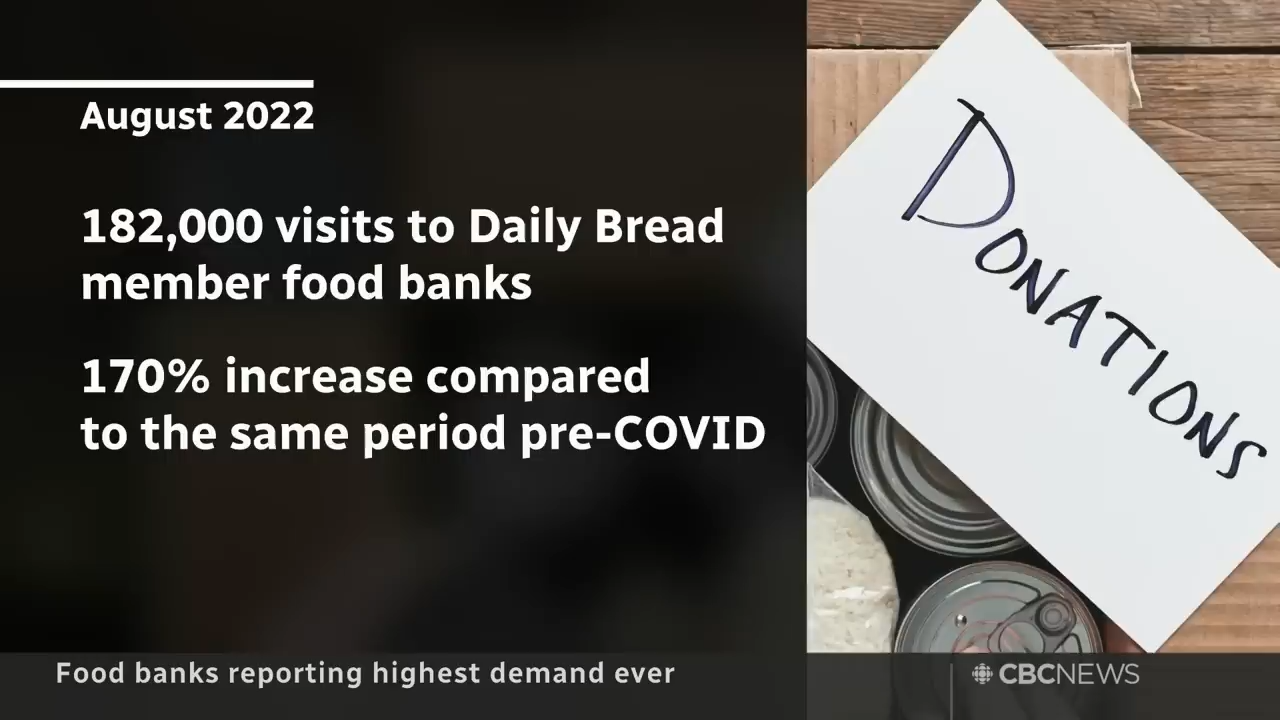 August 2022
182,000 visits to Daily Bread
member food banks
170% increase compared
to the same period pre-COVID
DONATIONS
Food banks reporting highest demand ever
CBCNEWS